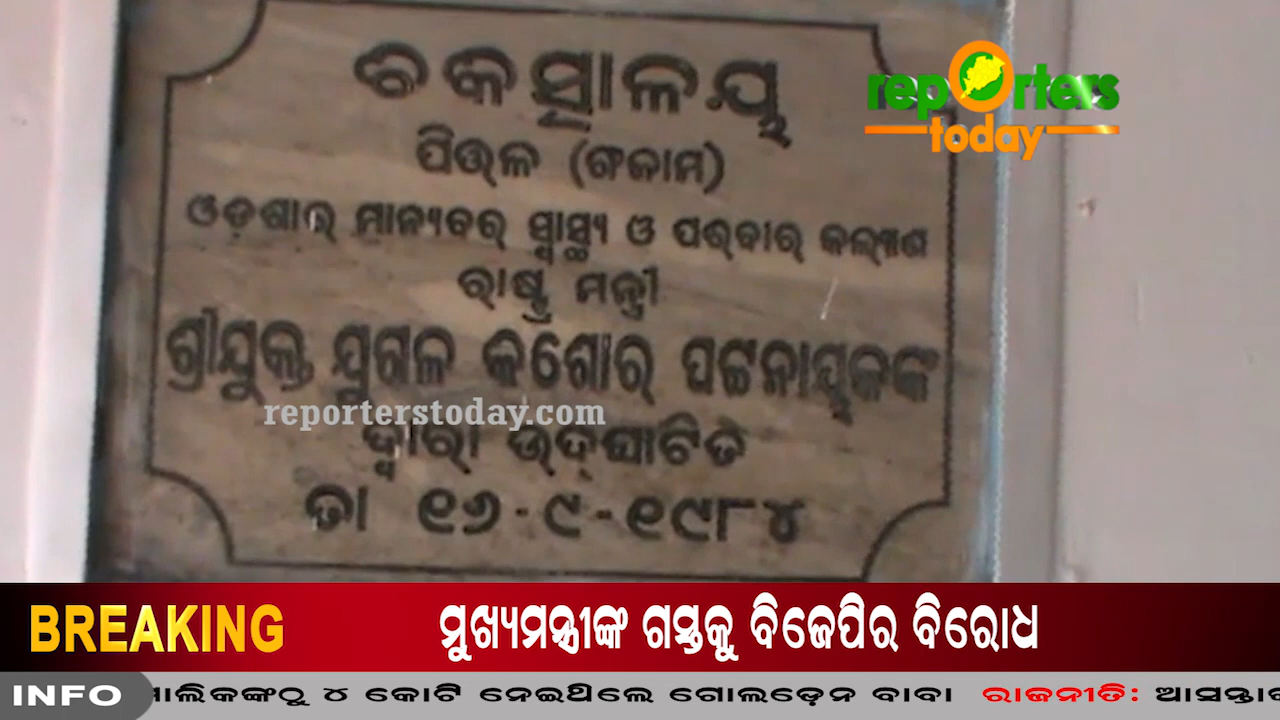 ଚିକିତ୍ସାଳୟ
reporters
today
ପିତ୍ତଳ (ଗଞ୍ଜାମ)
ଓଡ଼ିଶାର ମାନ୍ୟବର ସ୍ୱାସ୍ଥ୍ୟ ଓ ପରିବାର କଲ୍ୟାଣ
ରାଷ୍ଟ୍ର ମନ୍ତ୍ରୀ
ଶ୍ରୀଯୁକ୍ତ ଯୁଗଳ କିଶୋର ପଟ୍ଟନାୟକଙ୍କ
reporterstoday.com
ଦ୍ୱାରା ଉଦ୍‌ଘାଟିତ
ତା ୧୬-୯-୧୯୮୪
BREAKING ମୁଖ୍ୟମନ୍ତ୍ରୀଙ୍କ ଗସ୍ତକୁ ବିଜେପିର ବିରୋଧ
INFO ମାଲିକଙ୍କଠୁ ୪ କୋଟି ନେଇଥିଲେ ଗୋଲଡ଼େନ ବାବା ରାଜନୀତି: